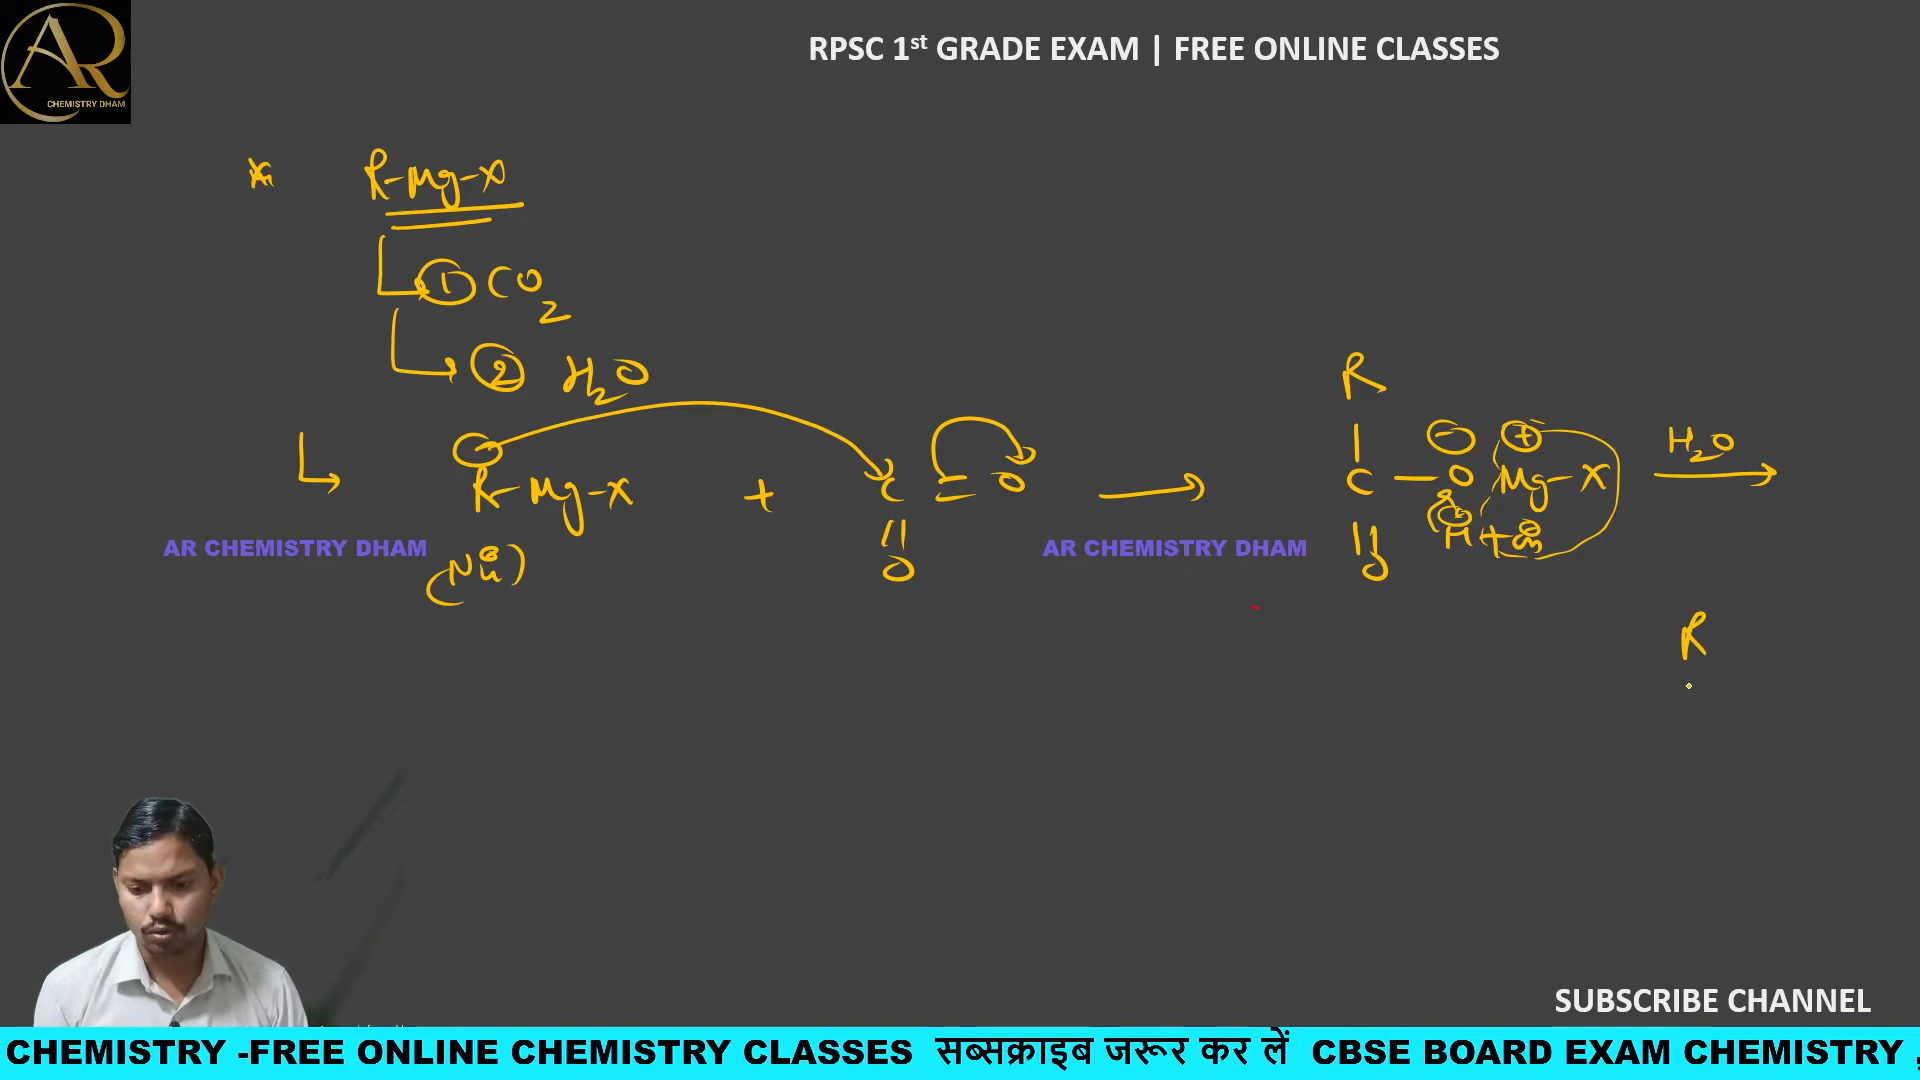 AR
CHEMISTRY DHAM
RPSC 1st GRADE EXAM | FREE ONLINE CLASSES
R-Mg-X
① CO2
② H2O
R-Mg-X + C = O
||
O
(Nu⊖)
R
|
C — O⊖ ⊕Mg-X
||
O
H + OH
H2O
AR CHEMISTRY DHAM
AR CHEMISTRY DHAM
R
SUBSCRIBE CHANNEL
CHEMISTRY -FREE ONLINE CHEMISTRY CLASSES सब्सक्राइब जरूर कर लें CBSE BOARD EXAM CHEMISTRY ,